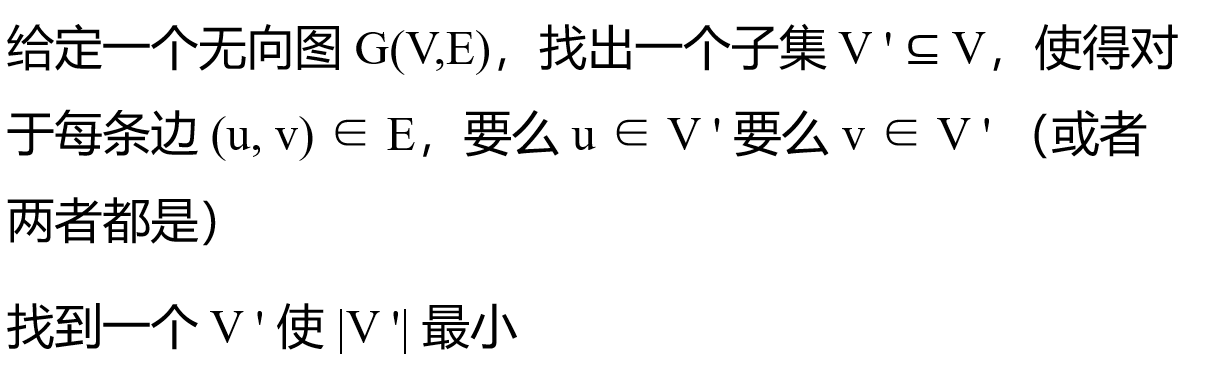 给定一个无向图 G(V,E)，找出一个子集 V ' ⊆ V，使得对
于每条边 (u, v) ∈ E，要么 u ∈ V ' 要么 v ∈ V ' （或者
两者都是）
找到一个 V ' 使 |V '| 最小